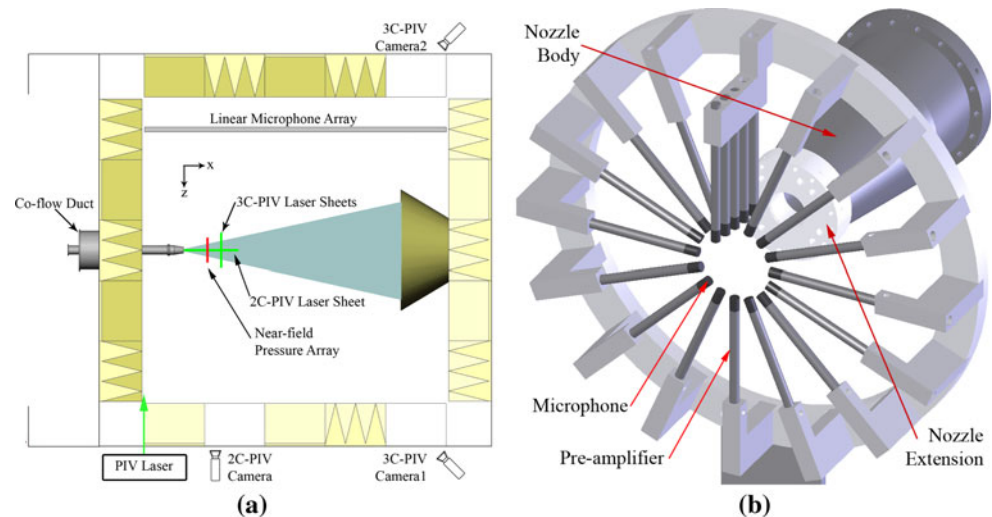 3C-PIV
Camera2
Linear Microphone Array
x
z
Co-flow Duct
3C-PIV Laser Sheets
2C-PIV Laser Sheet
Near-field
Pressure Array
PIV Laser
2C-PIV
Camera
3C-PIV
Camera1
(a)
Nozzle
Body
Microphone
Pre-amplifier
Nozzle
Extension
(b)